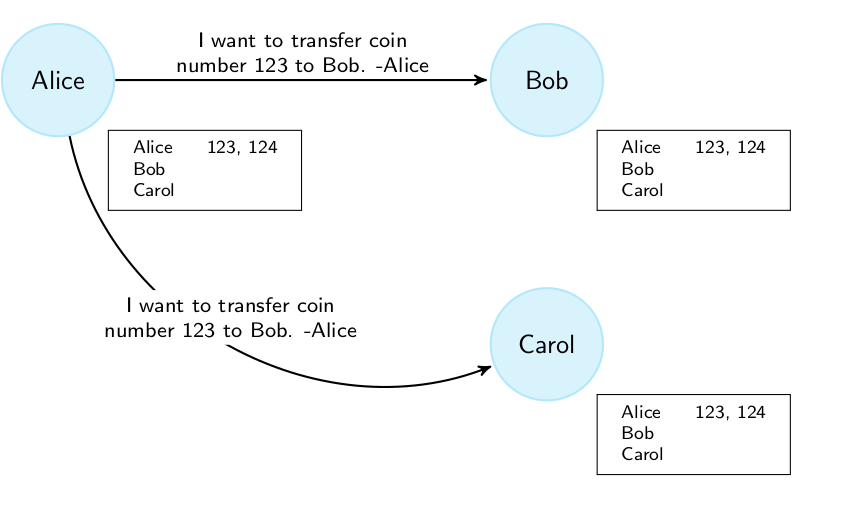 I want to transfer coin
number 123 to Bob. -Alice
Alice
Bob
Alice 123, 124
Bob
Carol
Alice 123, 124
Bob
Carol
I want to transfer coin
number 123 to Bob. -Alice
Carol
Alice 123, 124
Bob
Carol